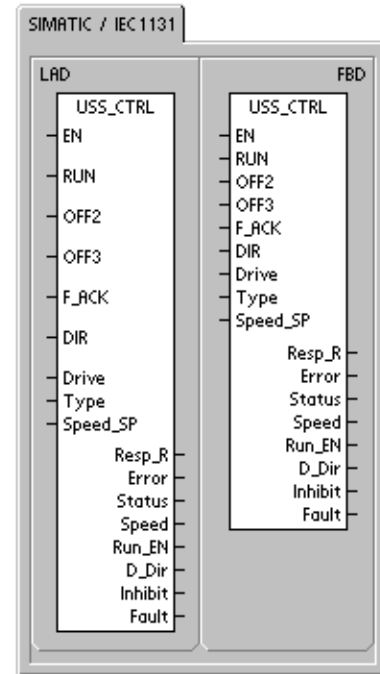 SIMATIC / IEC1131
LAD
USS_CTRL
EN
RUN
OFF2
OFF3
F_ACK
DIR
Drive
Type
Speed_SP
Resp_R
Error
Status
Speed
Run_EN
D_Dir
Inhibit
Fault
FBD
USS_CTRL
EN
RUN
OFF2
OFF3
F_ACK
DIR
Drive
Type
Speed_SP
Resp_R
Error
Status
Speed
Run_EN
D_Dir
Inhibit
Fault